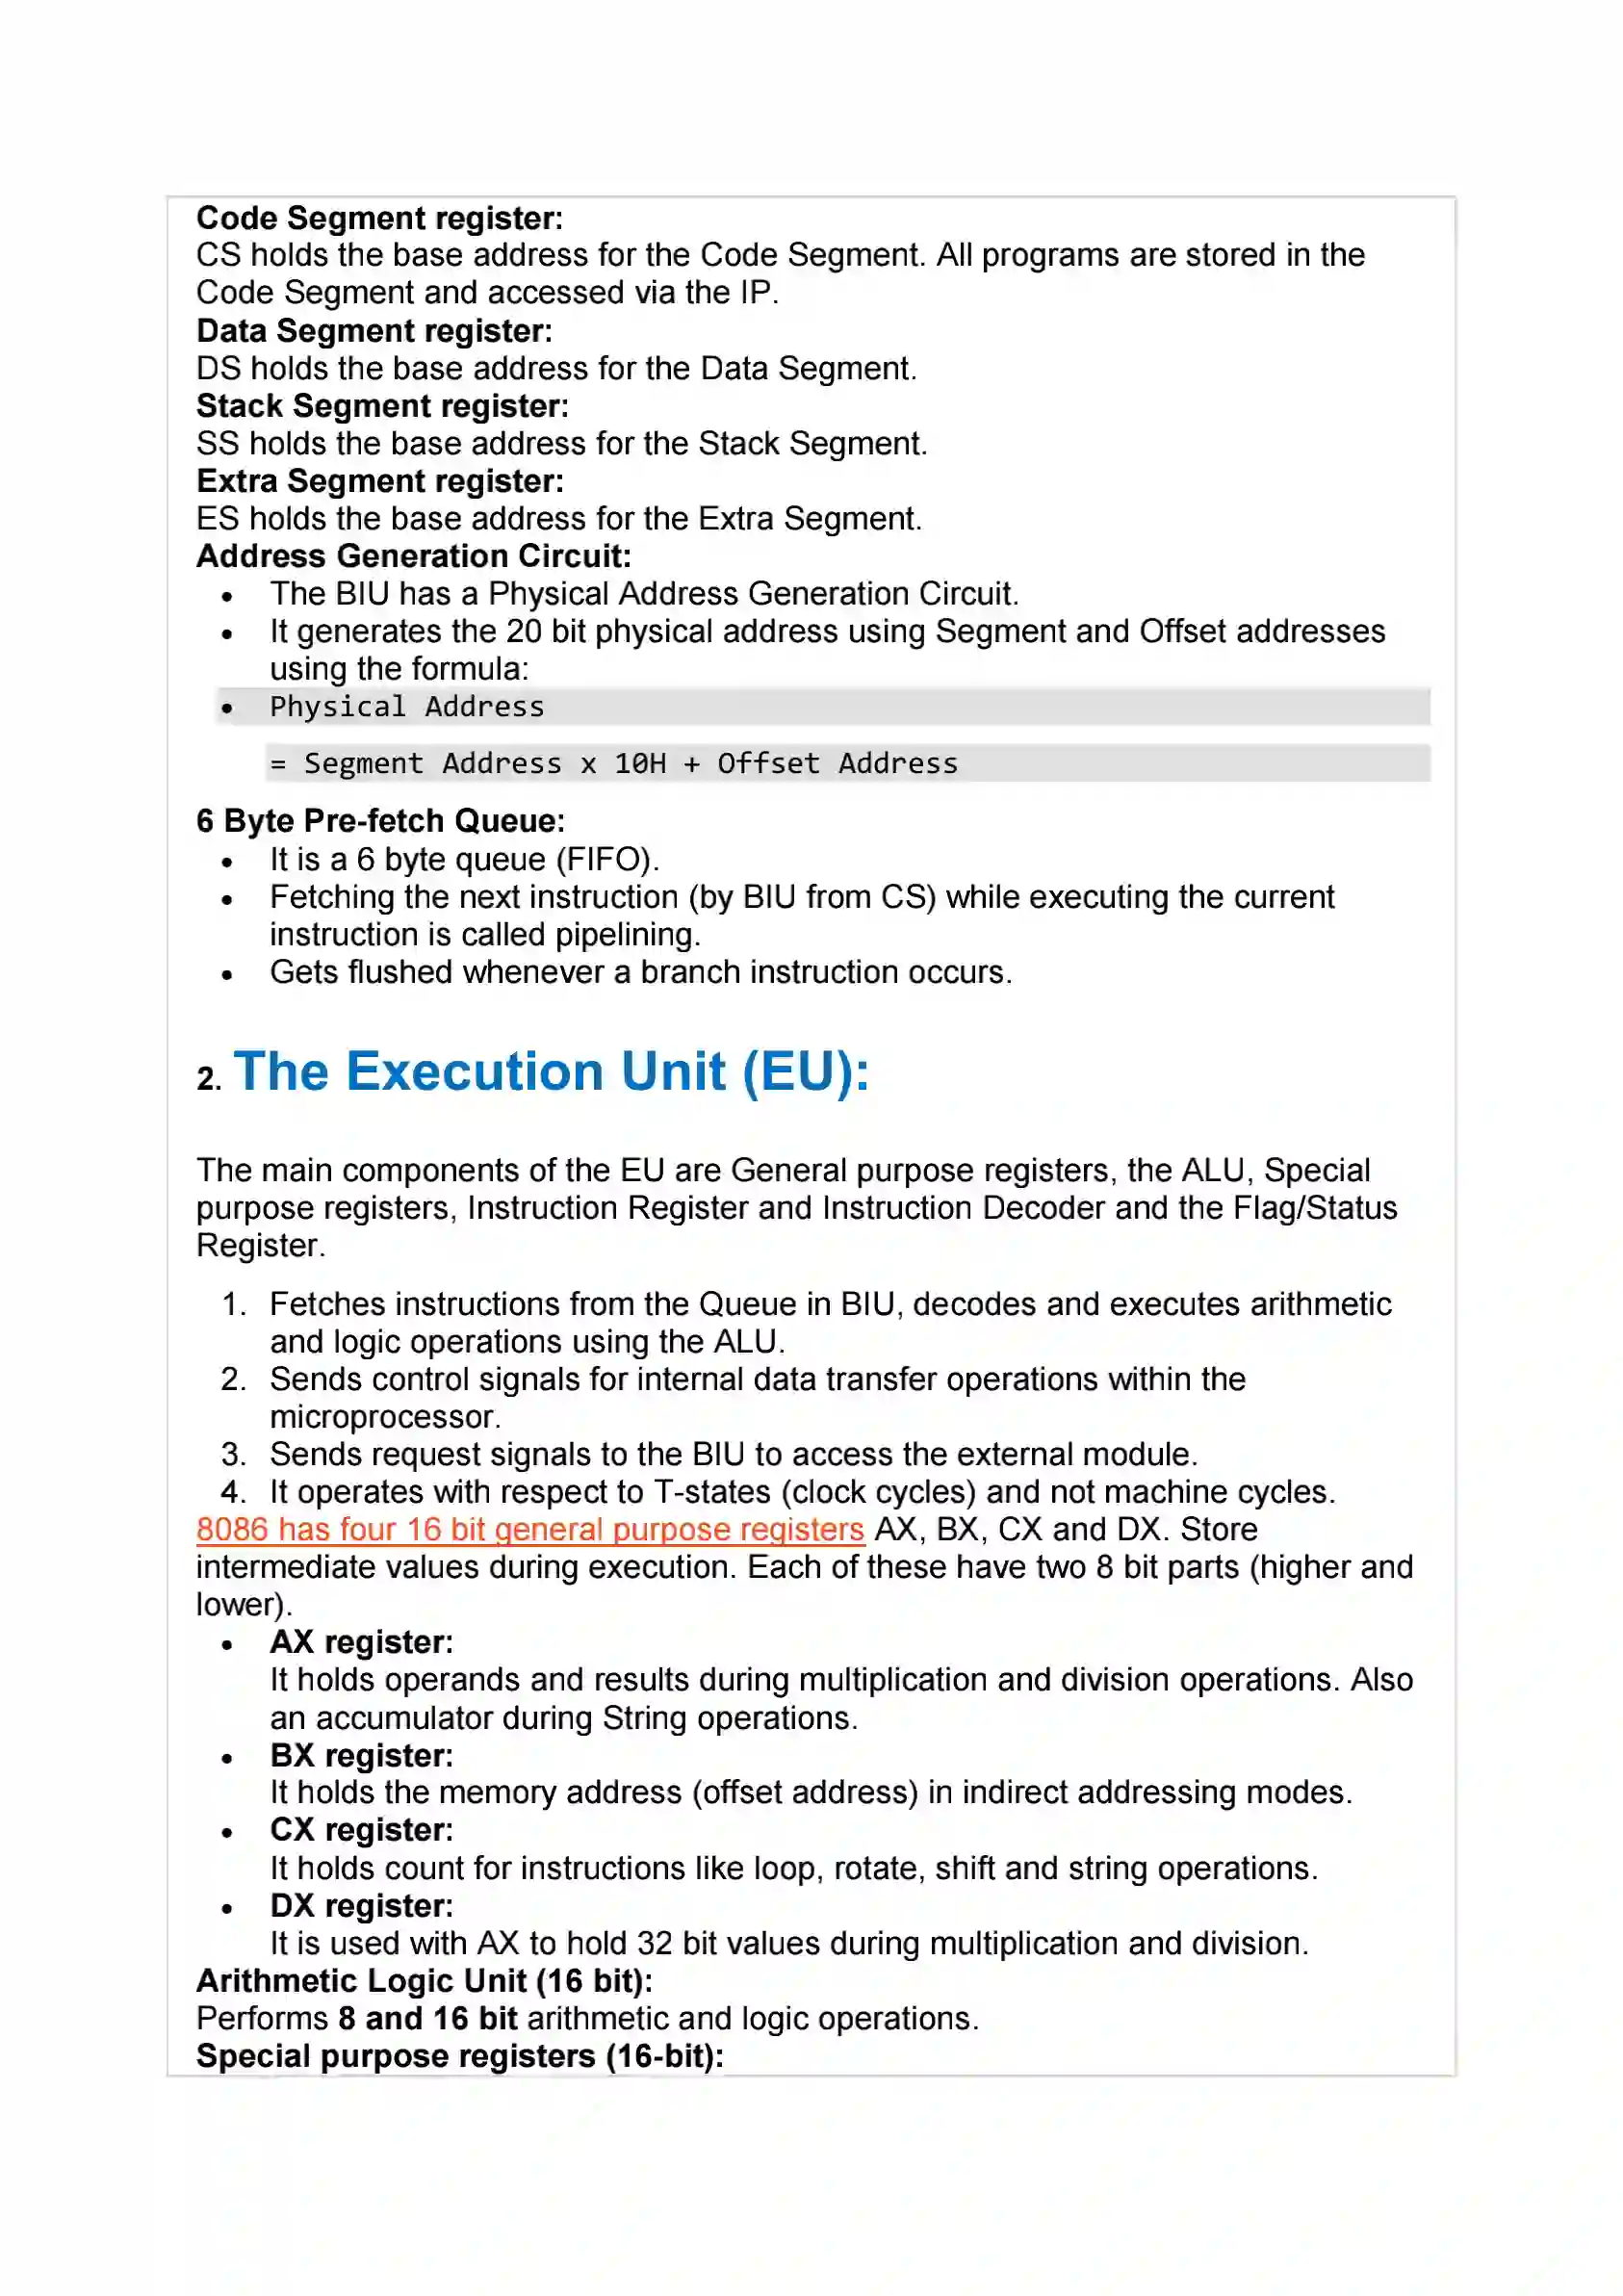 Code Segment register:
CS holds the base address for the Code Segment. All programs are stored in the
Code Segment and accessed via the IP.
Data Segment register:
DS holds the base address for the Data Segment.
Stack Segment register:
SS holds the base address for the Stack Segment.
Extra Segment register:
ES holds the base address for the Extra Segment.
Address Generation Circuit:
• The BIU has a Physical Address Generation Circuit.
• It generates the 20 bit physical address using Segment and Offset addresses
using the formula:
• Physical Address
= Segment Address x 10H + Offset Address
6 Byte Pre-fetch Queue:
• It is a 6 byte queue (FIFO).
• Fetching the next instruction (by BIU from CS) while executing the current
instruction is called pipelining.
• Gets flushed whenever a branch instruction occurs.
2. The Execution Unit (EU):
The main components of the EU are General purpose registers, the ALU, Special
purpose registers, Instruction Register and Instruction Decoder and the Flag/Status
Register.
1. Fetches instructions from the Queue in BIU, decodes and executes arithmetic
and logic operations using the ALU.
2. Sends control signals for internal data transfer operations within the
microprocessor.
3. Sends request signals to the BIU to access the external module.
4. It operates with respect to T-states (clock cycles) and not machine cycles.
8086 has four 16 bit general purpose registers AX, BX, CX and DX. Store
intermediate values during execution. Each of these have two 8 bit parts (higher and
lower).
• AX register:
It holds operands and results during multiplication and division operations. Also
an accumulator during String operations.
• BX register:
It holds the memory address (offset address) in indirect addressing modes.
• CX register:
It holds count for instructions like loop, rotate, shift and string operations.
• DX register:
It is used with AX to hold 32 bit values during multiplication and division.
Arithmetic Logic Unit (16 bit):
Performs 8 and 16 bit arithmetic and logic operations.
Special purpose registers (16-bit):